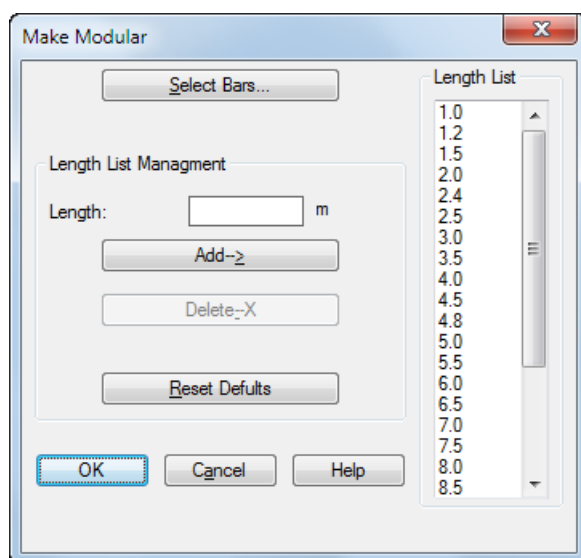 Make Modular
Select Bars...
Length List Managment
Length:
m
Add-->
Delete--X
Reset Defults
OK
Cancel
Help
Length List
1.0
1.2
1.5
2.0
2.4
2.5
3.0
3.5
4.0
4.5
4.8
5.0
5.5
6.0
6.5
7.0
7.5
8.0
8.5